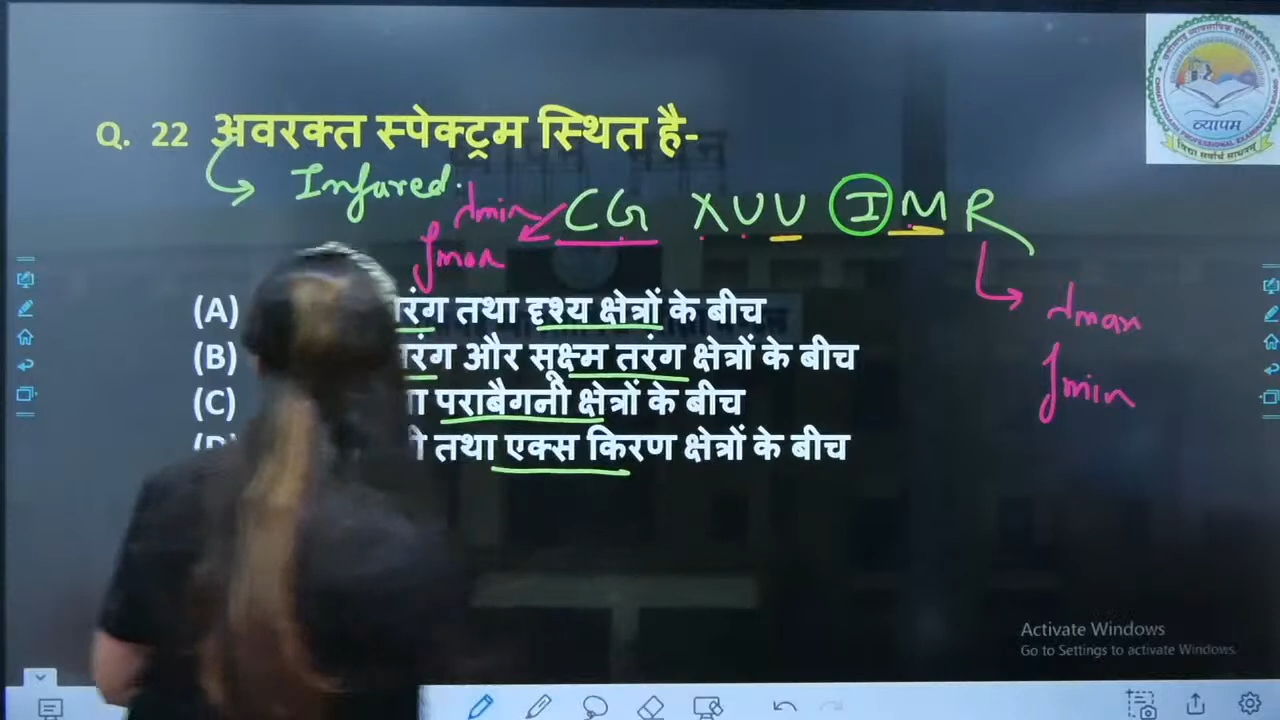 Q. 22 अवरक्त स्पेक्ट्रम स्थित है-
Infared.
λmin CG XUV I M R
fmax
λmax
fmin
(A) तथा दृश्य क्षेत्रों के बीच
(B) और सूक्ष्म तरंग क्षेत्रों के बीच
(C) पराबैगनी क्षेत्रों के बीच
तथा एक्स किरण क्षेत्रों के बीच
व्यापम
Activate Windows
Go to Settings to activate Windows.